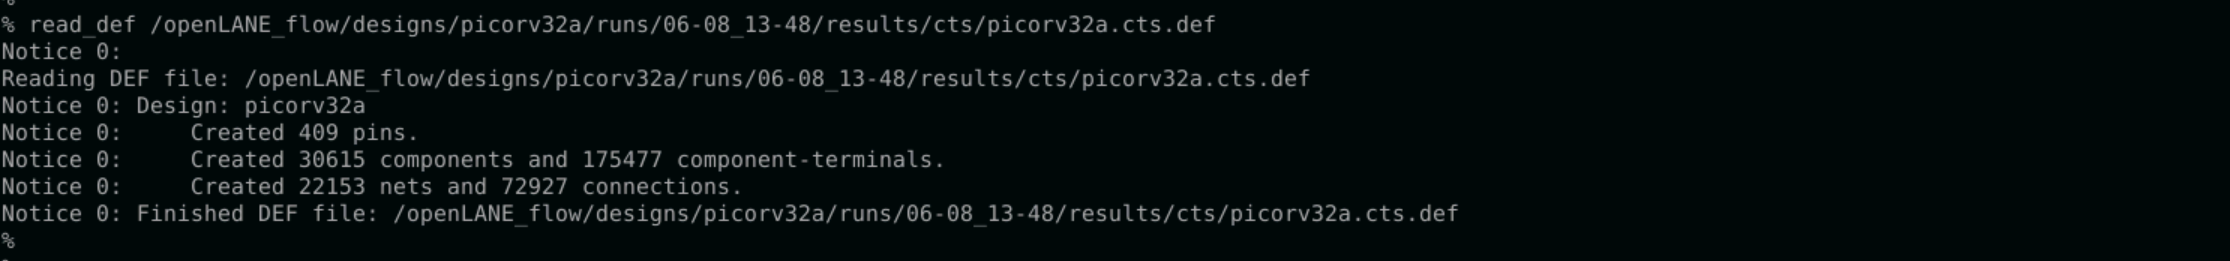 %
% read_def /openLANE_flow/designs/picorv32a/runs/06-08_13-48/results/cts/picorv32a.cts.def
Notice 0:
Reading DEF file: /openLANE_flow/designs/picorv32a/runs/06-08_13-48/results/cts/picorv32a.cts.def
Notice 0: Design: picorv32a
Notice 0:     Created 409 pins.
Notice 0:     Created 30615 components and 175477 component-terminals.
Notice 0:     Created 22153 nets and 72927 connections.
Notice 0: Finished DEF file: /openLANE_flow/designs/picorv32a/runs/06-08_13-48/results/cts/picorv32a.cts.def
%